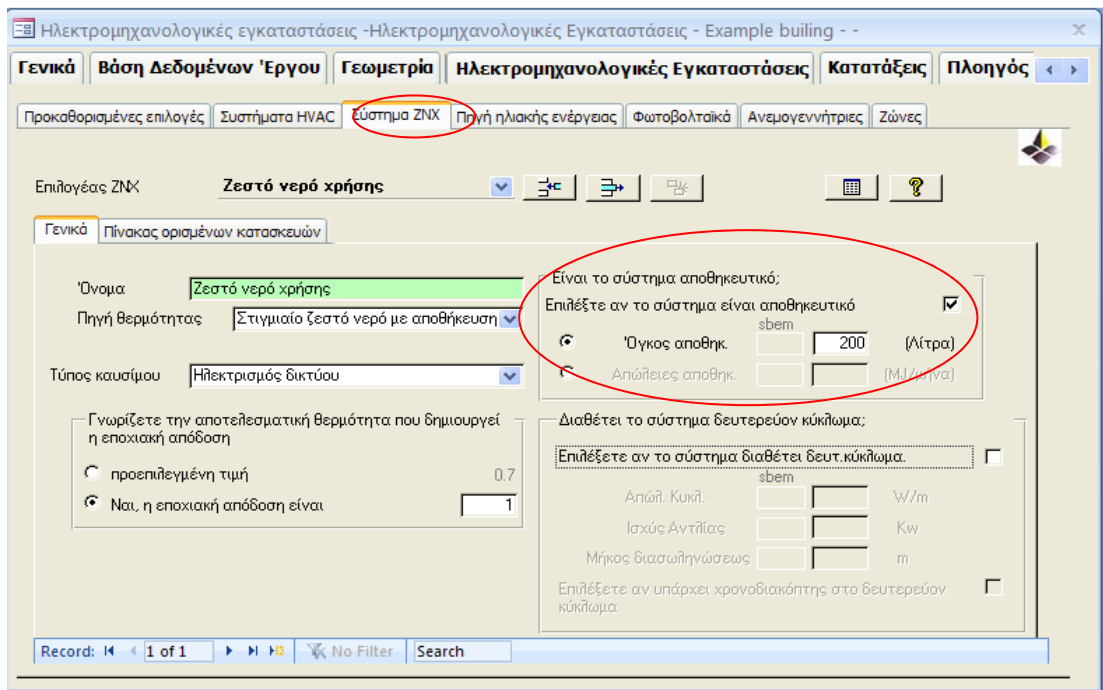 Ηλεκτρομηχανολογικές εγκαταστάσεις -Ηλεκτρομηχανολογικές Εγκαταστάσεις - Example builing - -
Γενικά Βάση Δεδομένων 'Εργου Γεωμετρία Ηλεκτρομηχανολογικές Εγκαταστάσεις Κατατάξεις Πλοηγός
Προκαθορισμένες επιλογές Συστήματα HVAC Σύστημα ΖΝΧ Πηγή ηλιακής ενέργειας Φωτοβολταϊκά Ανεμογεννήτριες Ζώνες
Επιλογέας ΖΝΧ Ζεστό νερό χρήσης
Γενικά Πίνακας ορισμένων κατασκευών
Όνομα Ζεστό νερό χρήσης
Πηγή θερμότητας Στιγμιαίο ζεστό νερό με αποθήκευση
Τύπος καυσίμου Ηλεκτρισμός δικτύου
Γνωρίζετε την αποτελεσματική θερμότητα που δημιουργεί
η εποχιακή απόδοση
προεπιλεγμένη τιμή 0.7
Ναι, η εποχιακή απόδοση είναι 1
Είναι το σύστημα αποθηκευτικό;
Επιλέξτε αν το σύστημα είναι αποθηκευτικό
sbem
Όγκος αποθηκ. 200 (Λίτρα)
Απώλειες αποθηκ. (MJ/μήνα)
Διαθέτει το σύστημα δευτερεύον κύκλωμα;
Επιλέξετε αν το σύστημα διαθέτει δευτ.κύκλωμα.
sbem
Απώλ. Κυκλ. W/m
Ισχύς Αντλίας Kw
Μήκος διασωληνώσεως m
Επιλέξετε αν υπάρχει χρονοδιακόπτης στο δευτερεύον
κύκλωμα
Record: 1 of 1 No Filter Search